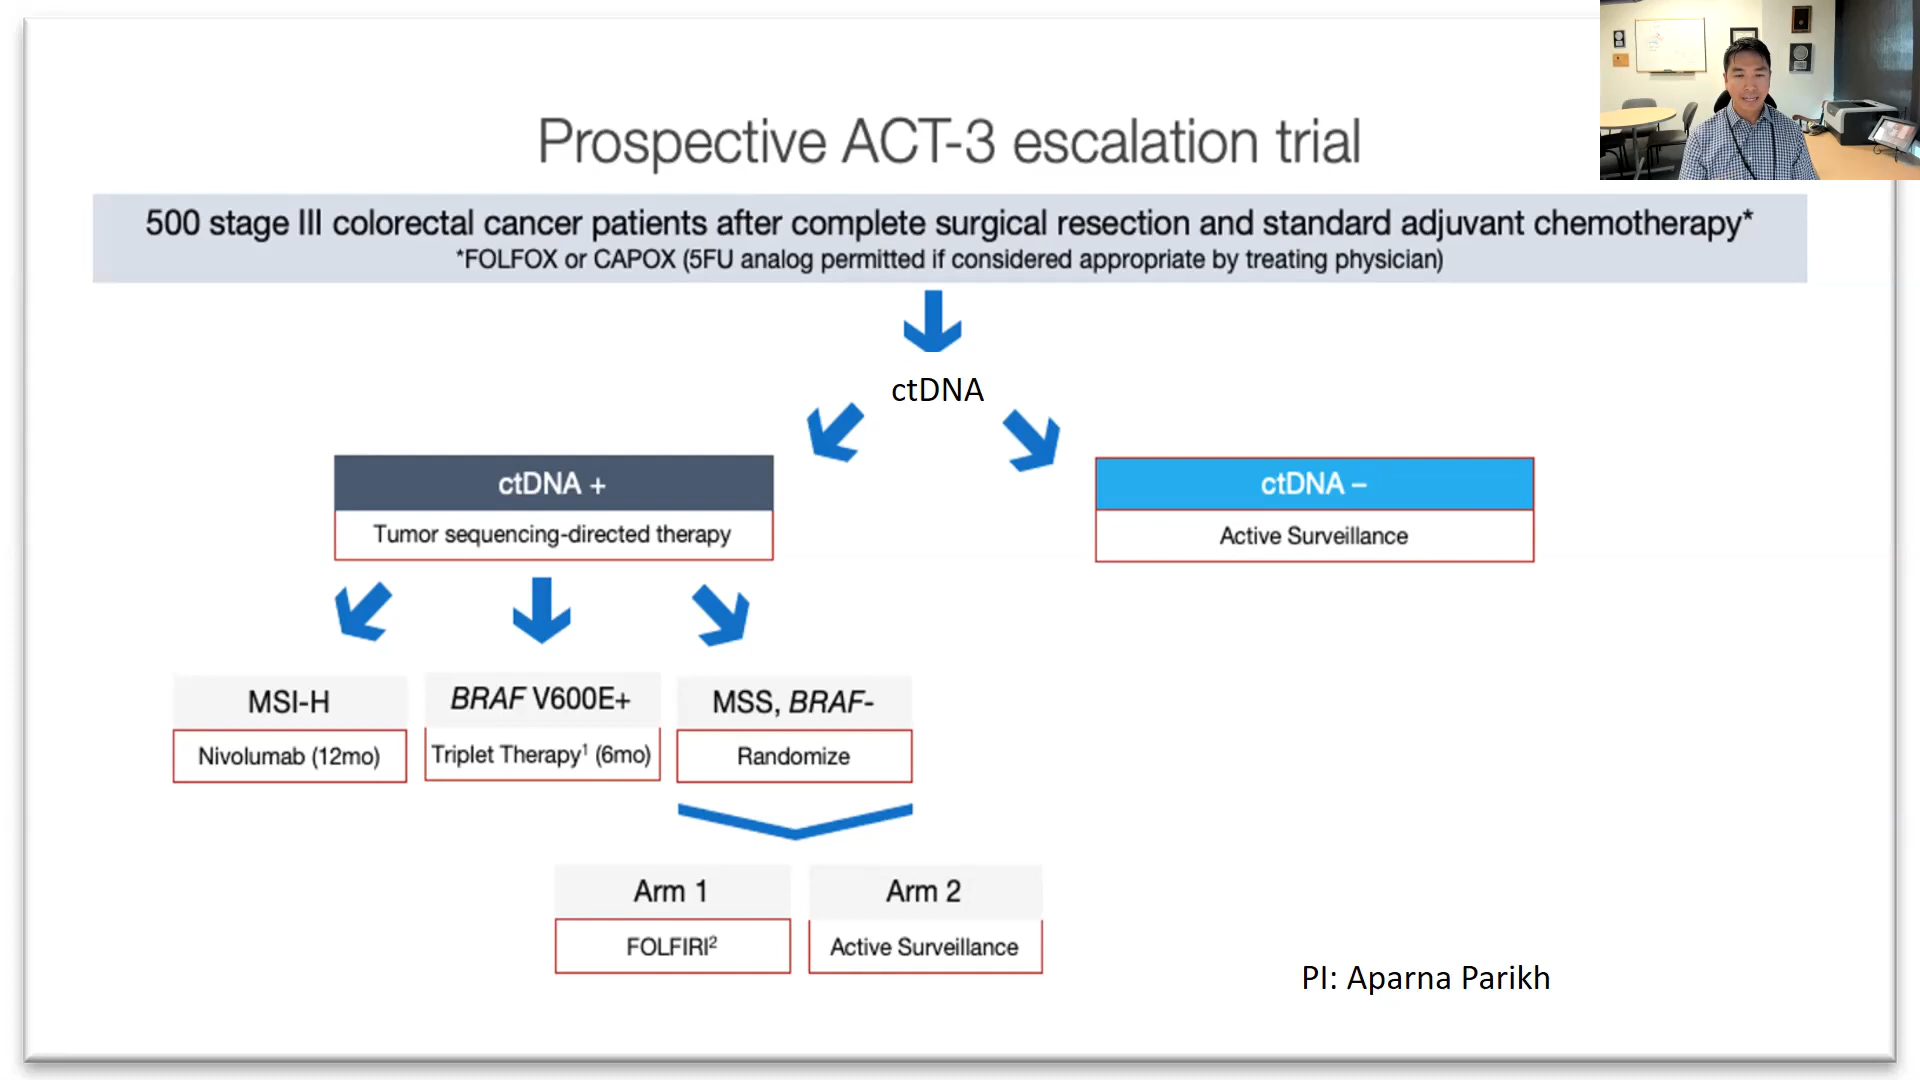 Prospective ACT-3 escalation trial
500 stage III colorectal cancer patients after complete surgical resection and standard adjuvant chemotherapy*
*FOLFOX or CAPOX (5FU analog permitted if considered appropriate by treating physician)
ctDNA
ctDNA +
Tumor sequencing-directed therapy
ctDNA –
Active Surveillance
MSI-H
Nivolumab (12mo)
BRAF V600E+
Triplet Therapy¹ (6mo)
MSS, BRAF-
Randomize
Arm 1
FOLFIRI²
Arm 2
Active Surveillance
PI: Aparna Parikh